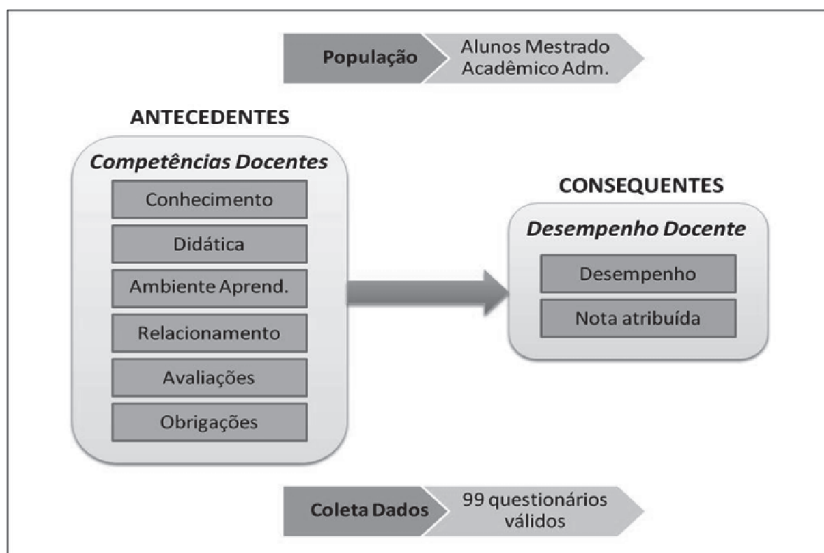 População
Alunos Mestrado
Acadêmico Adm.
ANTECEDENTES
Competências Docentes
Conhecimento
Didática
Ambiente Aprend.
Relacionamento
Avaliações
Obrigações
CONSEQUENTES
Desempenho Docente
Desempenho
Nota atribuída
Coleta Dados
99 questionários
válidos